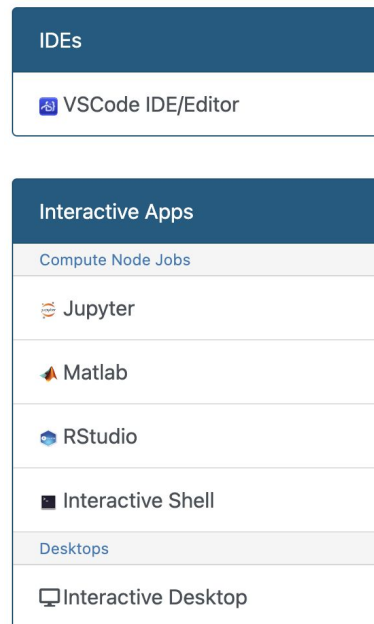 IDEs
VSCode IDE/Editor
Interactive Apps
Compute Node Jobs
Jupyter
Matlab
RStudio
Interactive Shell
Desktops
Interactive Desktop